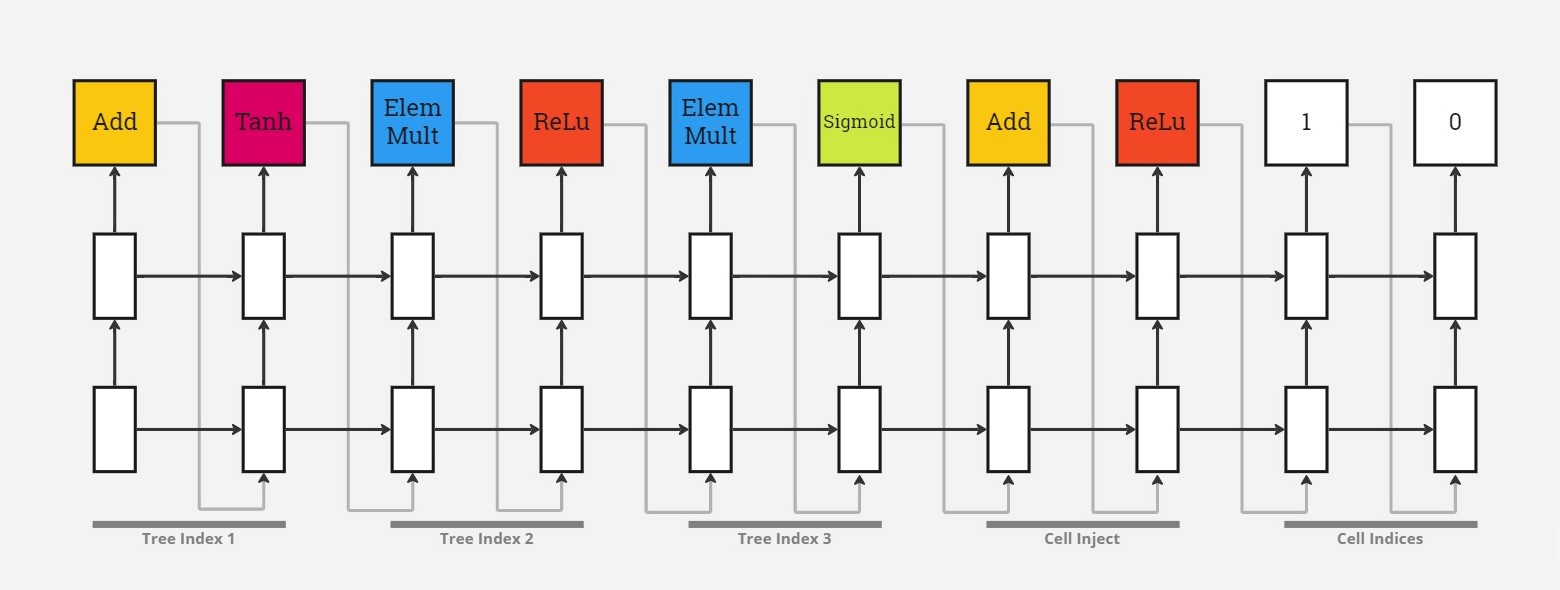 Add
Tanh
Elem
Mult
ReLu
Elem
Mult
Sigmoid
Add
ReLu
1
0
Tree Index 1
Tree Index 2
Tree Index 3
Cell Inject
Cell Indices